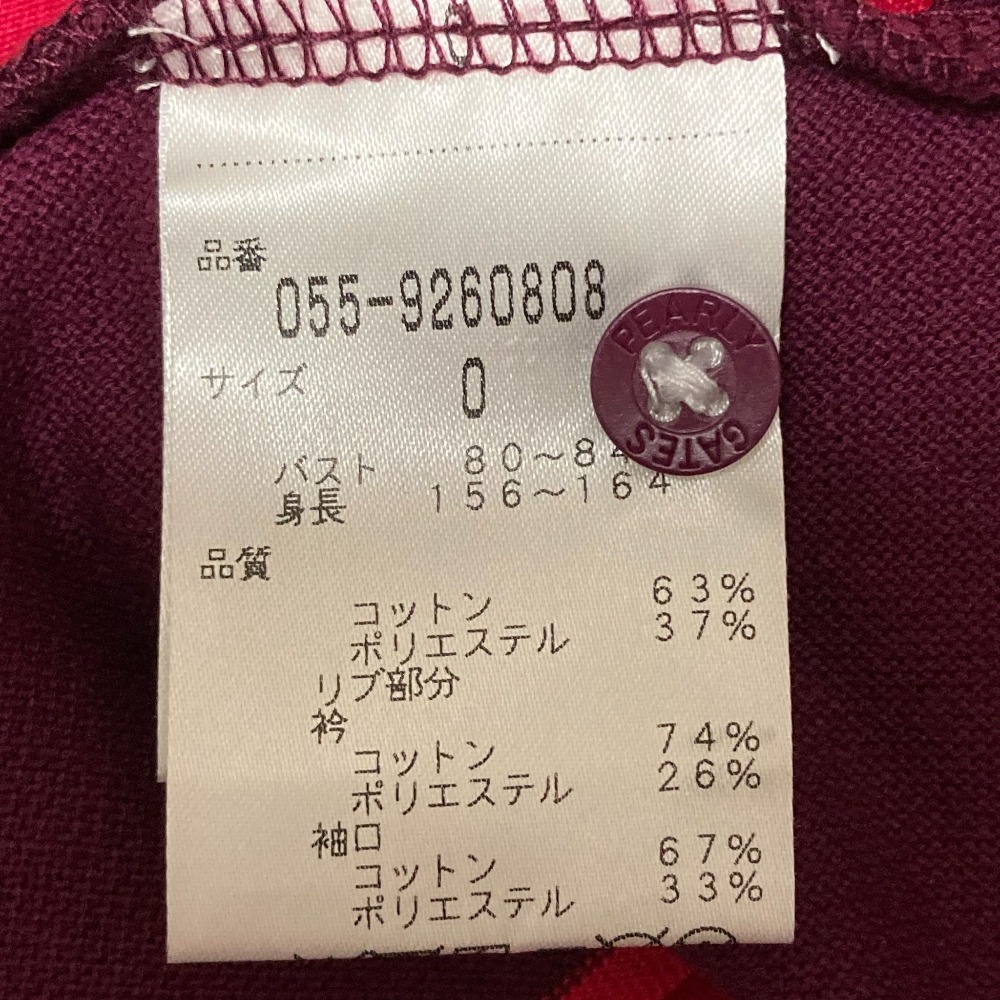 品番
055-9260808
サイズ 0
バスト 80～84
身長 156～164
品質
コットン 63%
ポリエステル 37%
リブ部分
衿
コットン 74%
ポリエステル 26%
袖口
コットン 67%
ポリエステル 33%
PEARLY
GATES